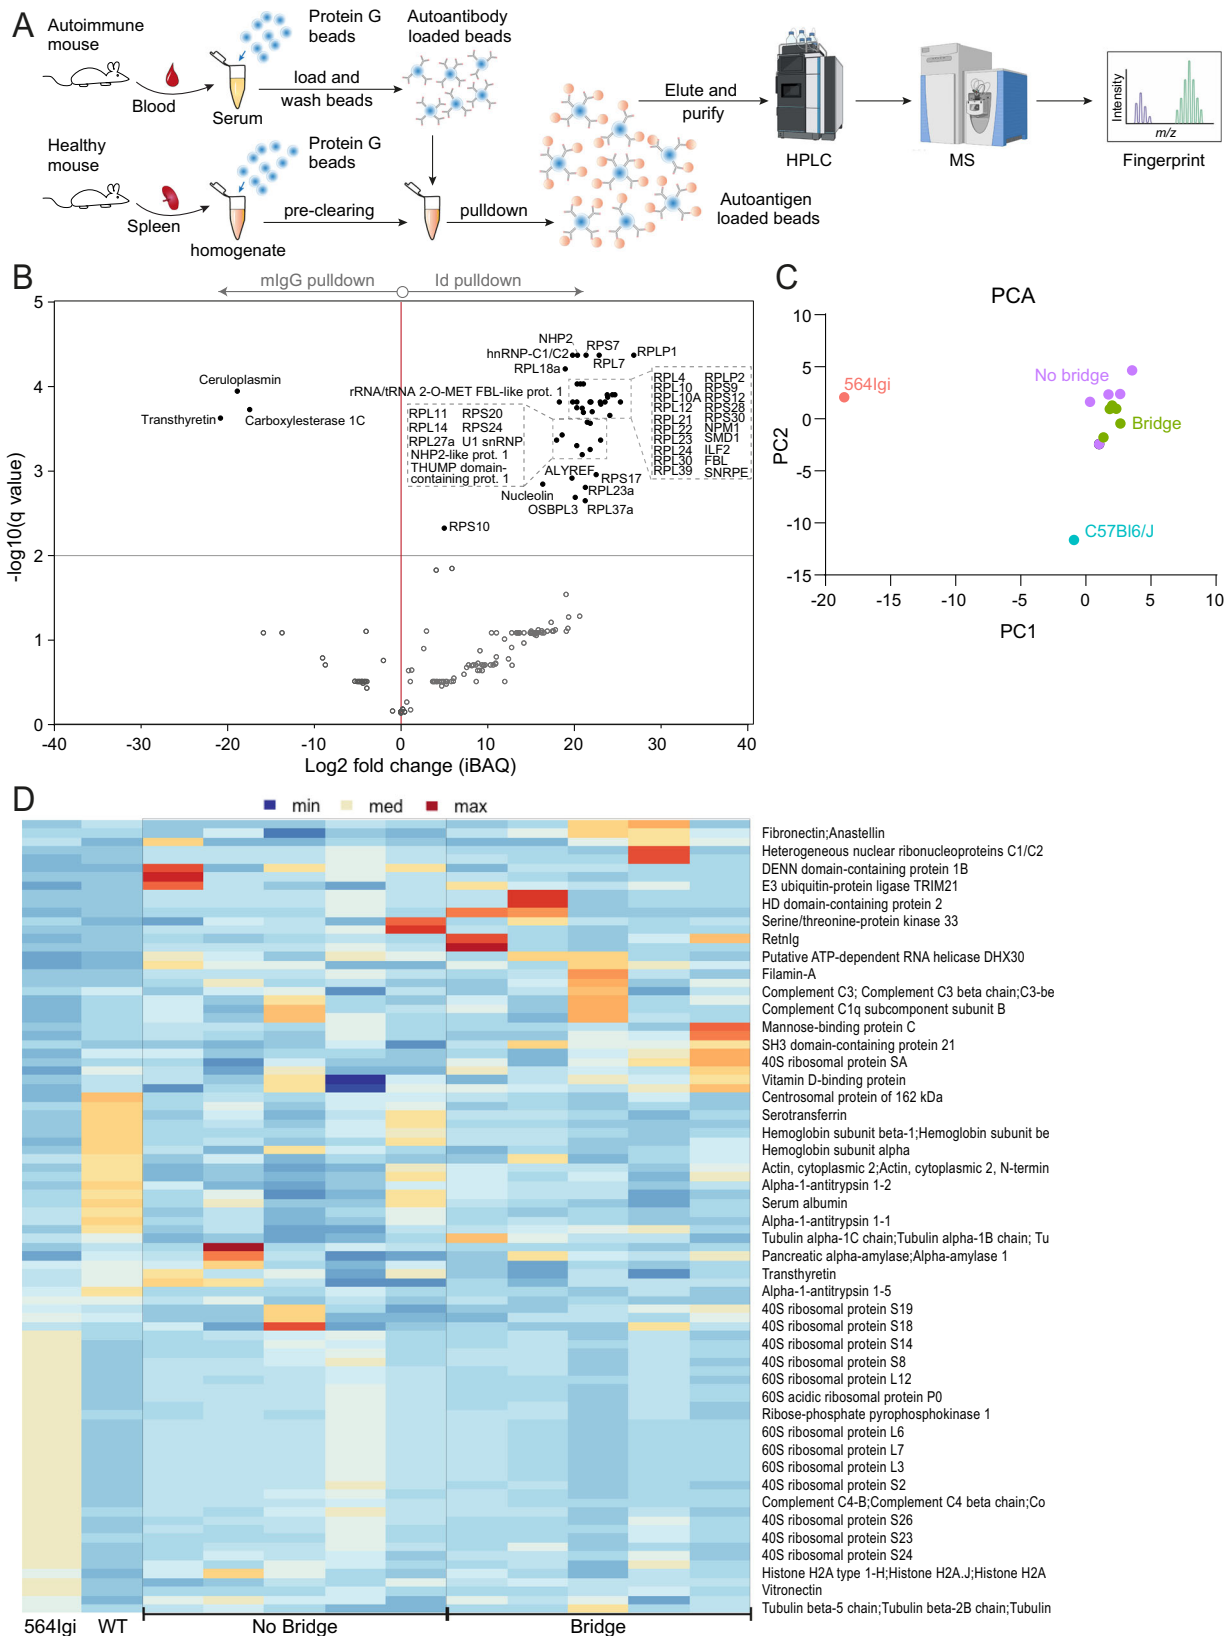 A
Autoimmune
mouse
Blood
Serum
Protein G
beads
load and
wash beads
Autoantibody
loaded beads
Healthy
mouse
Spleen
homogenate
Protein G
beads
pre-clearing
pulldown
Autoantigen
loaded beads
Elute and
purify
HPLC
MS
Intensity
m/z
Fingerprint
B
mIgG pulldown
Id pulldown
-log10(q value)
5
4
3
2
1
0
-40
-30
-20
-10
0
10
20
30
40
Log2 fold change (iBAQ)
Ceruloplasmin
Transthyretin
Carboxylesterase 1C
NHP2
RPS7
hnRNP-C1/C2
RPL7
RPLP1
RPL18a
rRNA/tRNA 2-O-MET FBL-like prot. 1
RPL11 RPS20
RPL14 RPS24
RPL27a U1 snRNP
NHP2-like prot. 1
THUMP domain-
containing prot. 1
RPL4 RPLP2
RPL10 RPS9
RPL10A RPS12
RPL12 RPS28
RPL21 RPS30
RPL22 NPM1
RPL23 SMD1
RPL24 ILF2
RPL30 FBL
RPL39 SNRPE
ALYREF
RPS17
Nucleolin
RPL23a
OSBPL3
RPL37a
RPS10
C
PCA
10
5
0
-5
-10
-15
PC2
-20
-15
-10
-5
0
5
10
PC1
564Igi
No bridge
Bridge
C57Bl6/J
D
min
med
max
Fibronectin;Anastellin
Heterogeneous nuclear ribonucleoproteins C1/C2
DENN domain-containing protein 1B
E3 ubiquitin-protein ligase TRIM21
HD domain-containing protein 2
Serine/threonine-protein kinase 33
Retnlg
Putative ATP-dependent RNA helicase DHX30
Filamin-A
Complement C3; Complement C3 beta chain;C3-be
Complement C1q subcomponent subunit B
Mannose-binding protein C
SH3 domain-containing protein 21
40S ribosomal protein SA
Vitamin D-binding protein
Centrosomal protein of 162 kDa
Serotransferrin
Hemoglobin subunit beta-1;Hemoglobin subunit be
Hemoglobin subunit alpha
Actin, cytoplasmic 2;Actin, cytoplasmic 2, N-termin
Alpha-1-antitrypsin 1-2
Serum albumin
Alpha-1-antitrypsin 1-1
Tubulin alpha-1C chain;Tubulin alpha-1B chain; Tu
Pancreatic alpha-amylase;Alpha-amylase 1
Transthyretin
Alpha-1-antitrypsin 1-5
40S ribosomal protein S19
40S ribosomal protein S18
40S ribosomal protein S14
40S ribosomal protein S8
60S ribosomal protein L12
60S acidic ribosomal protein P0
Ribose-phosphate pyrophosphokinase 1
60S ribosomal protein L6
60S ribosomal protein L7
60S ribosomal protein L3
40S ribosomal protein S2
Complement C4-B;Complement C4 beta chain;Co
40S ribosomal protein S26
40S ribosomal protein S23
40S ribosomal protein S24
Histone H2A type 1-H;Histone H2A.J;Histone H2A
Vitronectin
Tubulin beta-5 chain;Tubulin beta-2B chain;Tubulin
564Igi
WT
No Bridge
Bridge